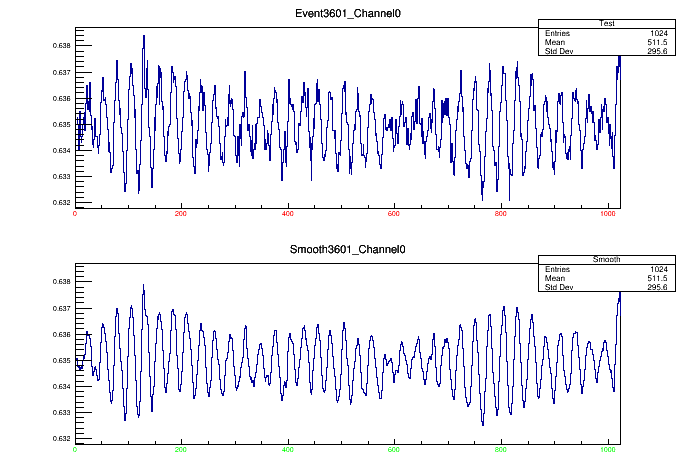 Event3601_Channel0
Test
Entries 1024
Mean 511.5
Std Dev 295.6
0.638
0.637
0.636
0.635
0.634
0.633
0.632
0 200 400 600 800 1000
Smooth3601_Channel0
Smooth
Entries 1024
Mean 511.5
Std Dev 295.6
0.638
0.637
0.636
0.635
0.634
0.633
0.632
0 200 400 600 800 1000